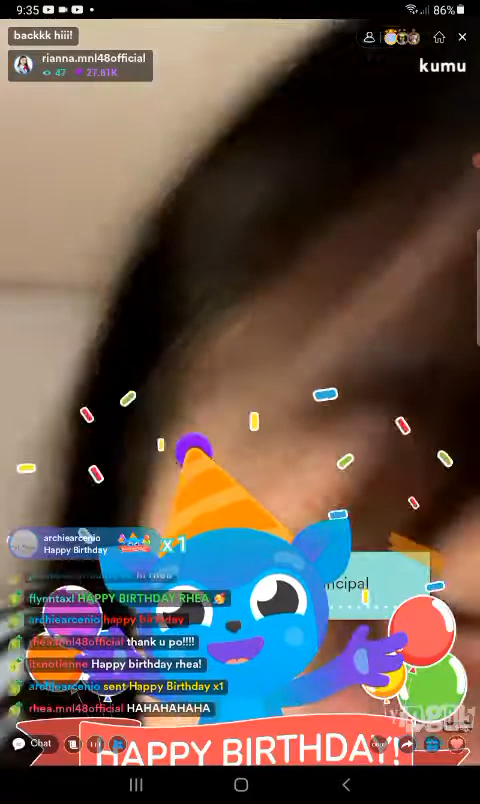 9:35
86%
backkk hiii!
rianna.mnl48official
47 27.81K
kumu
archiearcenio
Happy Birthday
x1
hi rhea
ncipal
flynntaxl HAPPY BIRTHDAY RHEA
archiearcenio happy birthday
rhea.mnl48official thank u po!!!!
itsnotienne Happy birthday rhea!
archiearcenio sent Happy Birthday x1
rhea.mnl48official HAHAHAHAHA
Chat
HAPPY BIRTHDAY!